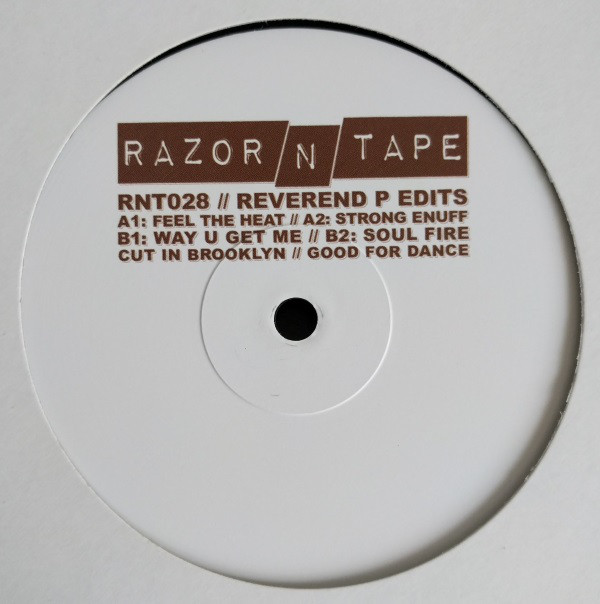 RAZOR N TAPE
RNT028 // REVEREND P EDITS
A1: FEEL THE HEAT // A2: STRONG ENUFF
B1: WAY U GET ME // B2: SOUL FIRE
CUT IN BROOKLYN // GOOD FOR DANCE